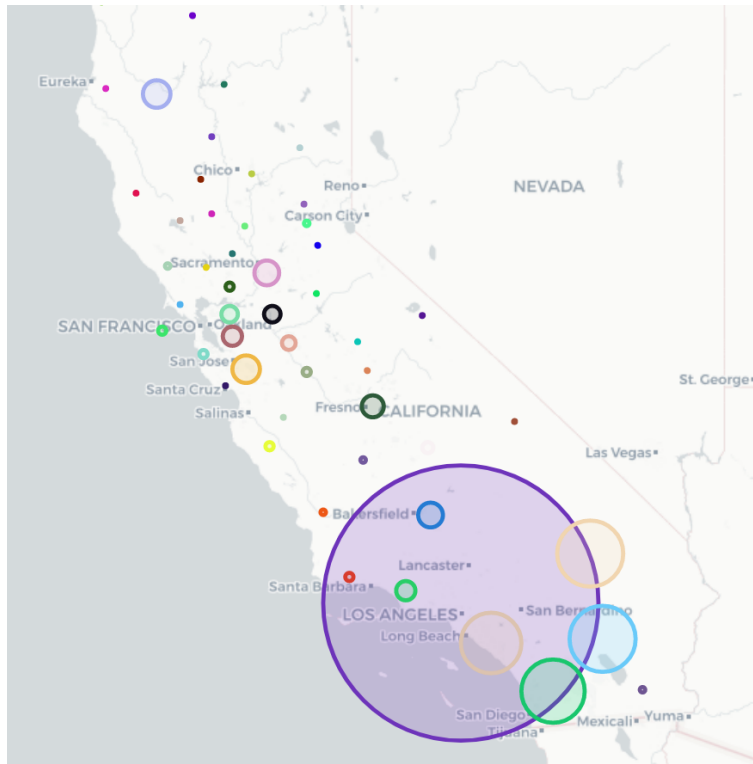 Eureka
Chico
Reno
NEVADA
Carson City
Sacramento
SAN FRANCISCO
Oakland
San Jose
St. George
Santa Cruz
Salinas
Fresno
CALIFORNIA
Las Vegas
Bakersfield
Lancaster
Santa Barbara
LOS ANGELES
San Bernardino
Long Beach
San Diego
Mexicali
Yuma
Tijuana